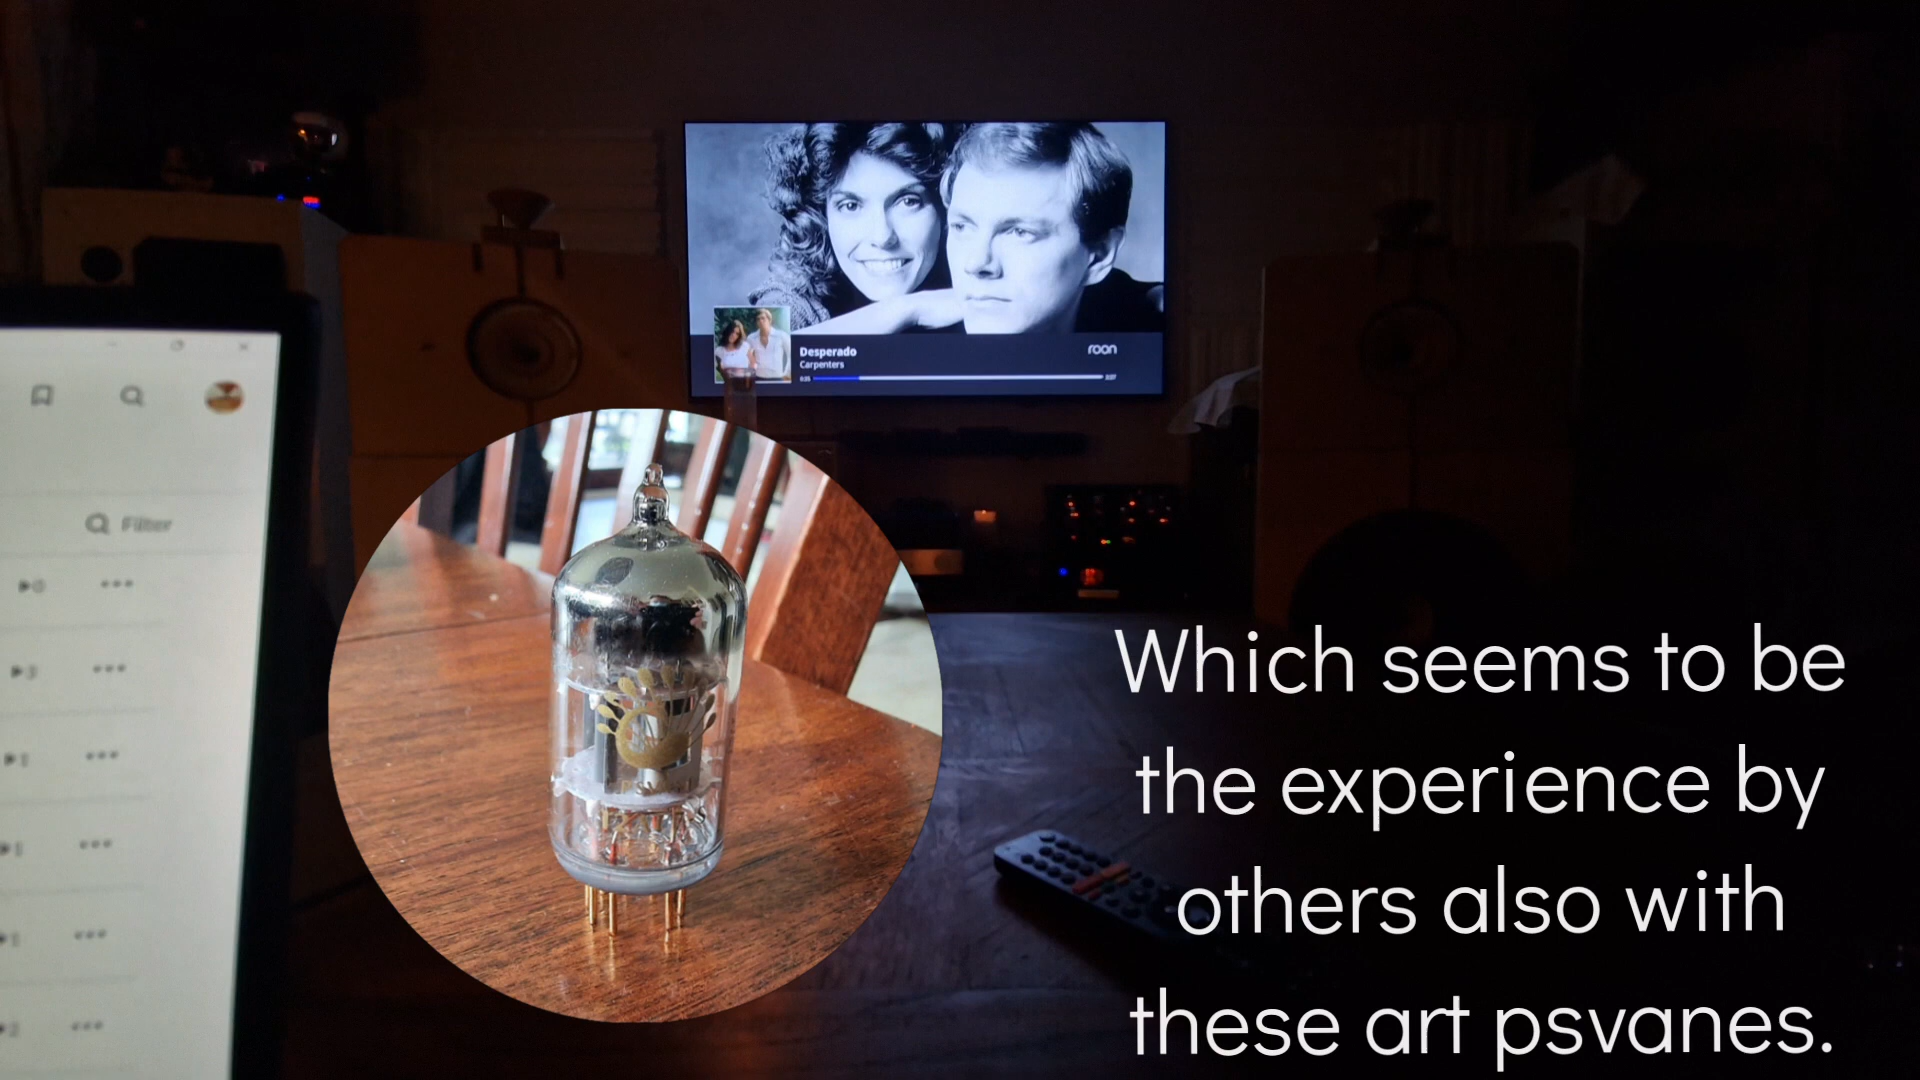 Desperado
Carpenters
roon
Filter
Which seems to be
the experience by
others also with
these art psvanes.